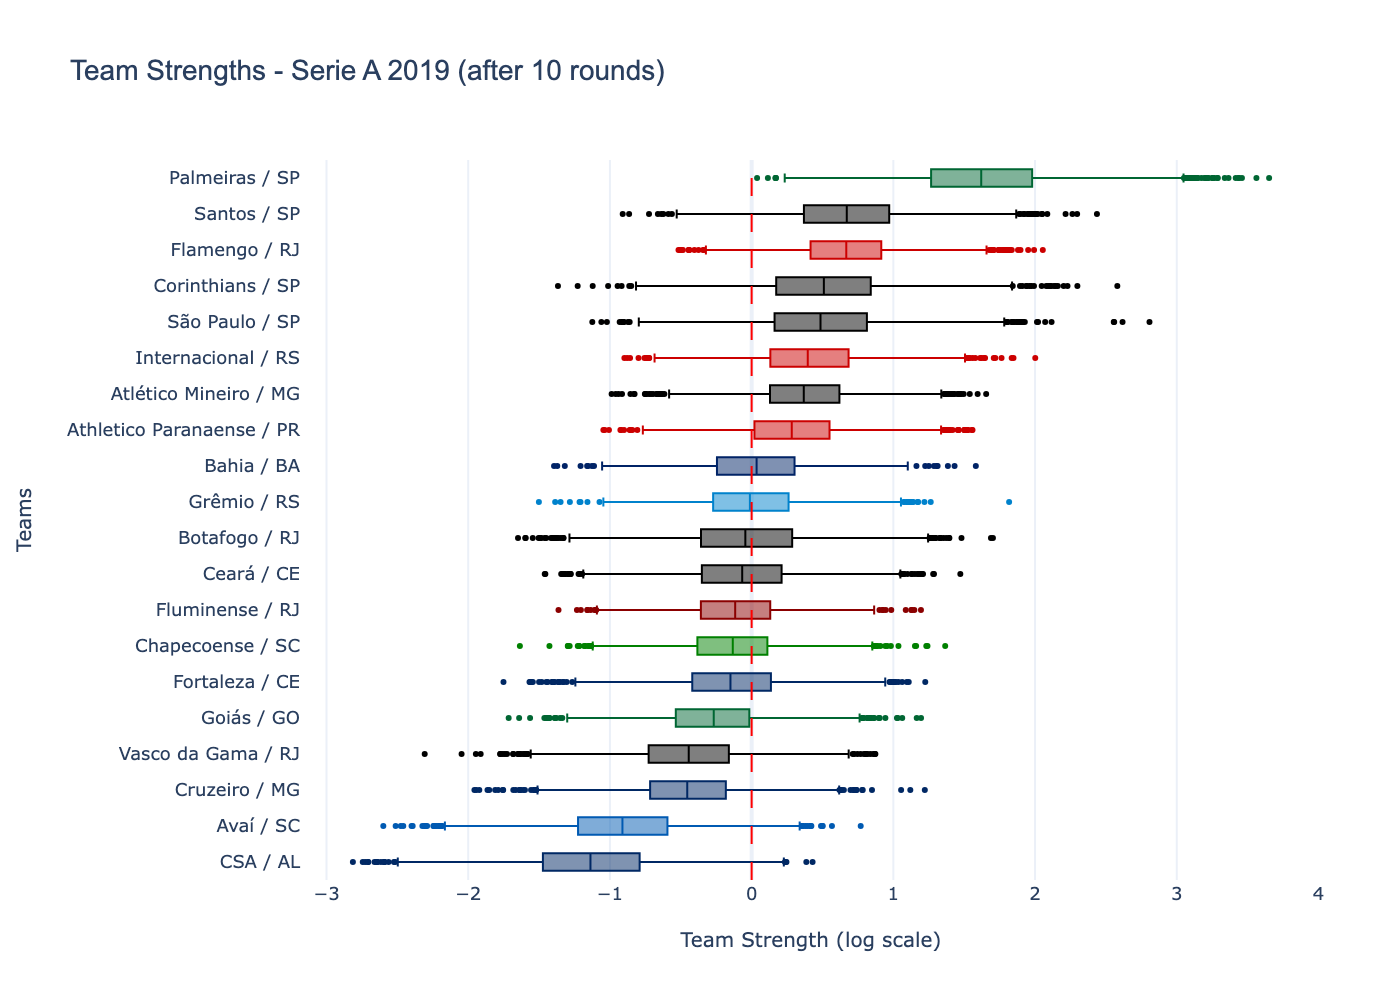 Team Strengths - Serie A 2019 (after 10 rounds)
Teams
Palmeiras / SP
Santos / SP
Flamengo / RJ
Corinthians / SP
São Paulo / SP
Internacional / RS
Atlético Mineiro / MG
Athletico Paranaense / PR
Bahia / BA
Grêmio / RS
Botafogo / RJ
Ceará / CE
Fluminense / RJ
Chapecoense / SC
Fortaleza / CE
Goiás / GO
Vasco da Gama / RJ
Cruzeiro / MG
Avaí / SC
CSA / AL
−3 −2 −1 0 1 2 3 4
Team Strength (log scale)